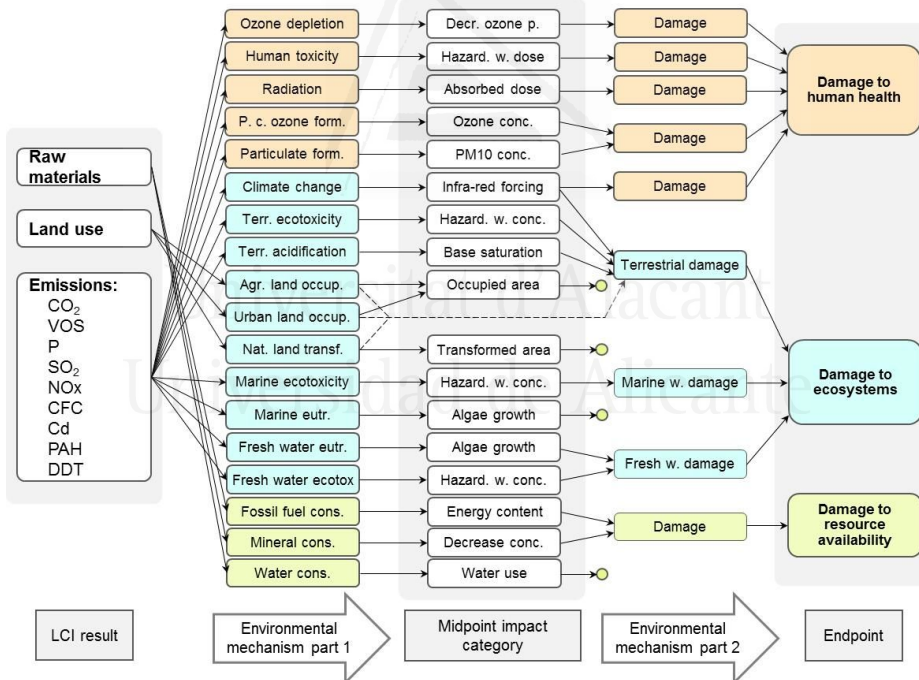 Ozone depletion
Decr. ozone p.
Damage
Human toxicity
Hazard. w. dose
Damage
Damage to
human health
Radiation
Absorbed dose
Damage
P. c. ozone form.
Ozone conc.
Damage
Particulate form.
PM10 conc.
Raw
materials
Climate change
Infra-red forcing
Damage
Land use
Terr. ecotoxicity
Hazard. w. conc.
Terr. acidification
Base saturation
Terrestrial damage
Emissions:
CO₂
VOS
P
SO₂
NOx
CFC
Cd
PAH
DDT
Agr. land occup.
Occupied area
Urban land occup.
Nat. land transf.
Transformed area
Marine ecotoxicity
Hazard. w. conc.
Marine w. damage
Damage to
ecosystems
Marine eutr.
Algae growth
Fresh water eutr.
Algae growth
Fresh w. damage
Fresh water ecotox
Hazard. w. conc.
Fossil fuel cons.
Energy content
Damage
Damage to
resource
availability
Mineral cons.
Decrease conc.
Water cons.
Water use
LCI result
Environmental
mechanism part 1
Midpoint impact
category
Environmental
mechanism part 2
Endpoint
Universitat d'Alacant
Universidad de Alicante